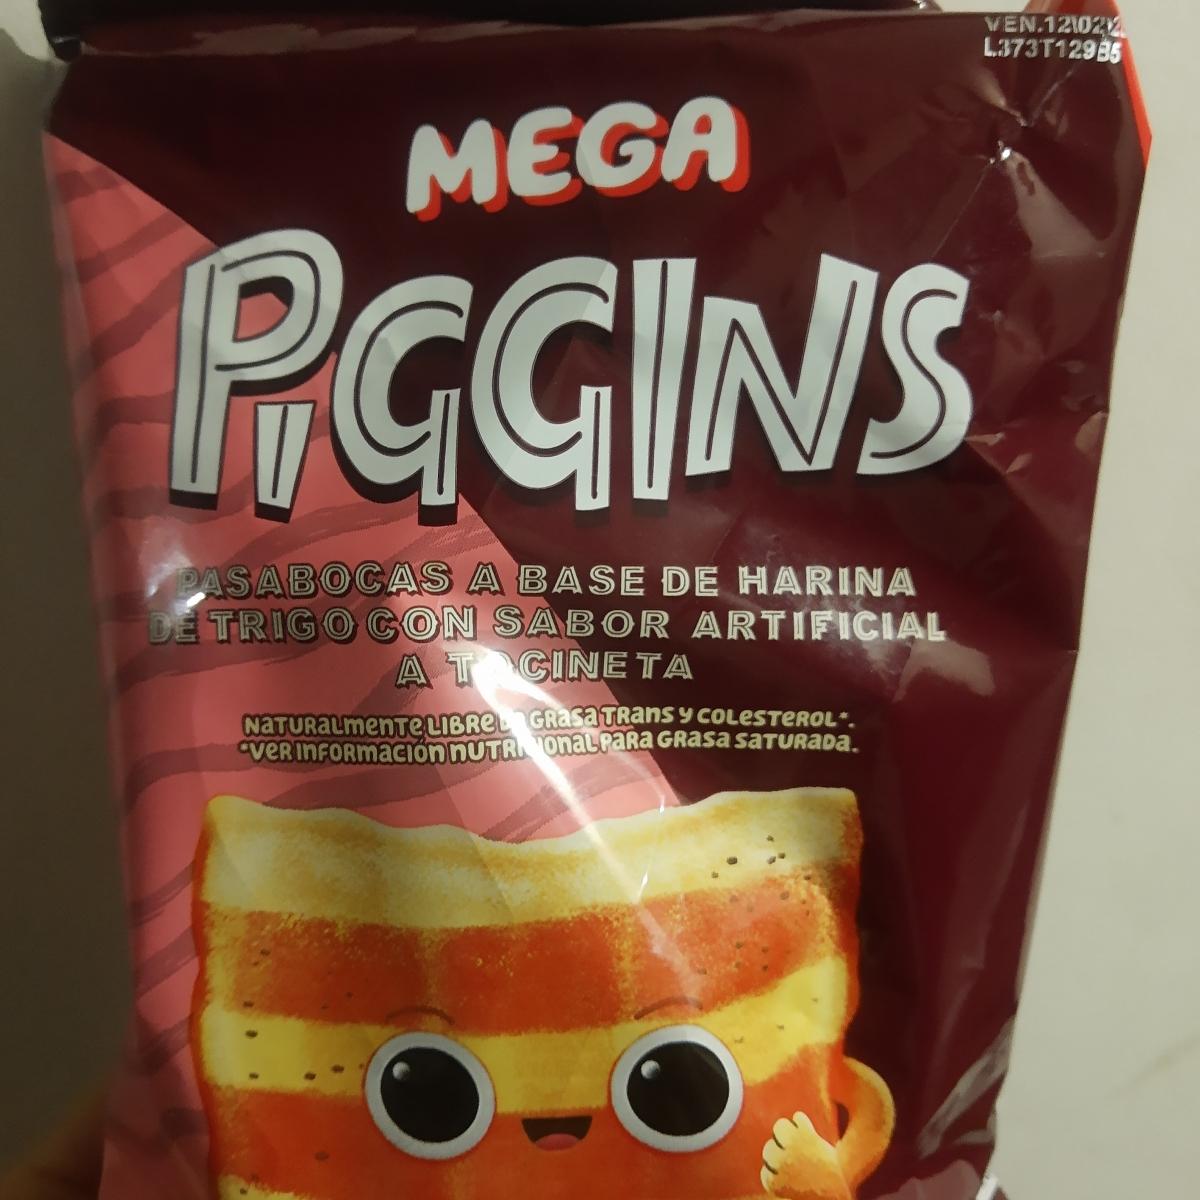 VEN.12\02\2
L373T129B5
MEGA
PIGGINS
PASABOCAS A BASE DE HARINA
DE TRIGO CON SABOR ARTIFICIAL
A TOCINETA
NATURALMENTE LIBRE DE GRASA TRANS Y COLESTEROL*.
*VER INFORMACIÓN NUTRICIONAL PARA GRASA SATURADA.